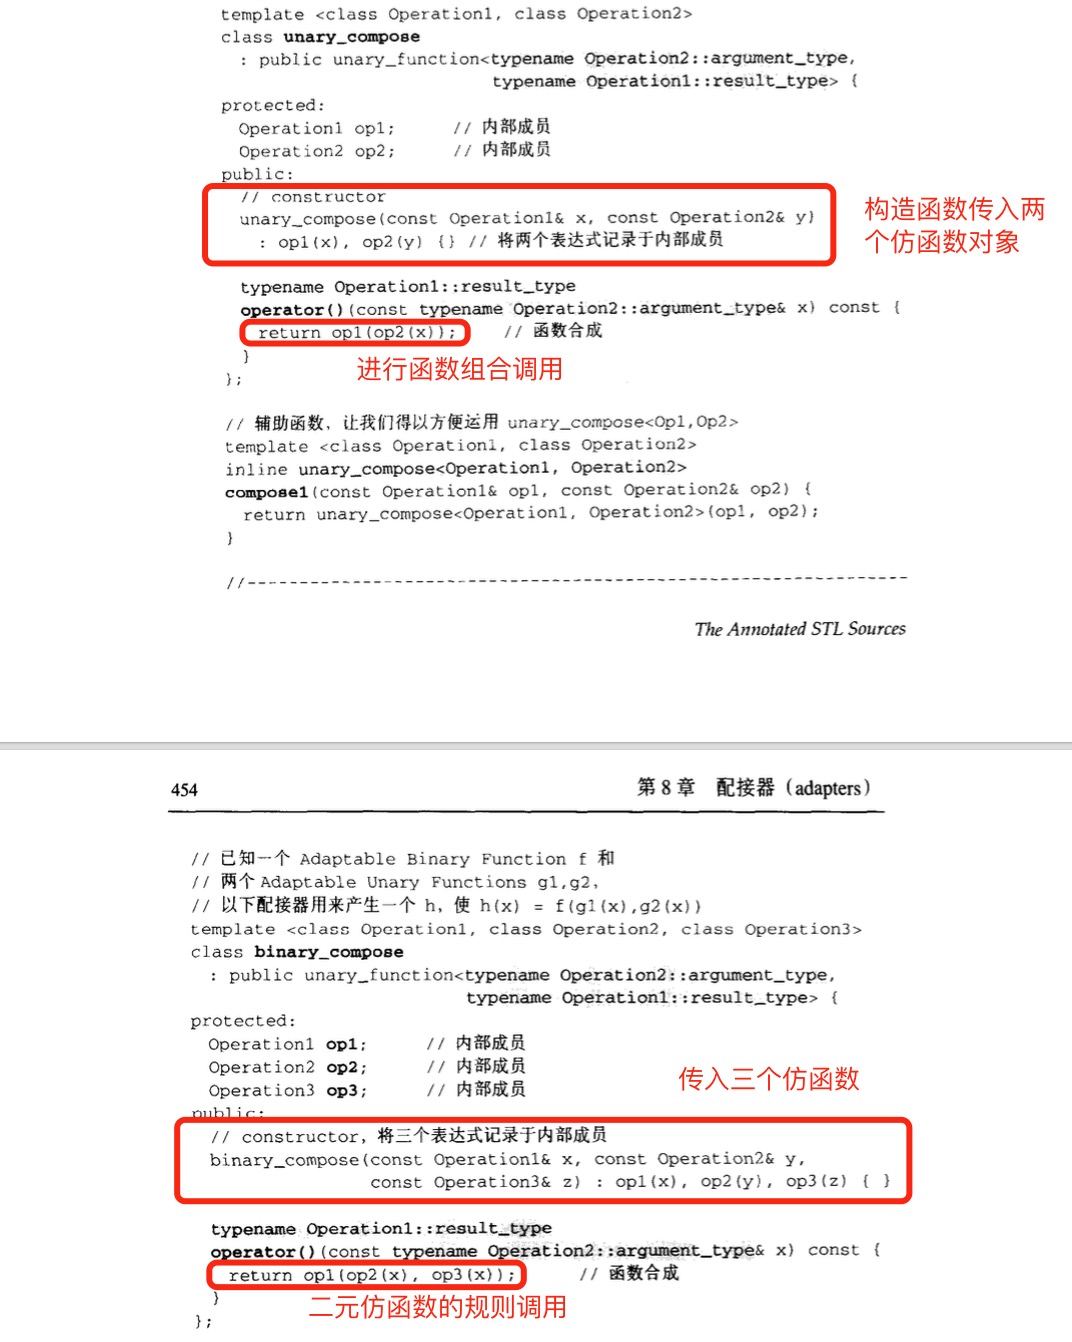 template <class Operation1, class Operation2>
class unary_compose
: public unary_function<typename Operation2::argument_type,
typename Operation1::result_type> {
protected:
Operation1 op1; // 内部成员
Operation2 op2; // 内部成员
public:
// constructor
unary_compose(const Operation1& x, const Operation2& y)
: op1(x), op2(y) {} // 将两个表达式记录于内部成员
构造函数传入两
个仿函数对象
typename Operation1::result_type
operator()(const typename Operation2::argument_type& x) const {
return op1(op2(x)); // 函数合成
}
进行函数组合调用
};
// 辅助函数，让我们得以方便运用 unary_compose<Op1,Op2>
template <class Operation1, class Operation2>
inline unary_compose<Operation1, Operation2>
compose1(const Operation1& op1, const Operation2& op2) {
return unary_compose<Operation1, Operation2>(op1, op2);
}
//----------------------------------------------------------------
The Annotated STL Sources
454 第 8 章 配接器（adapters）
// 已知一个 Adaptable Binary Function f 和
// 两个 Adaptable Unary Functions g1,g2，
// 以下配接器用来产生一个 h，使 h(x) = f(g1(x),g2(x))
template <class Operation1, class Operation2, class Operation3>
class binary_compose
: public unary_function<typename Operation2::argument_type,
typename Operation1::result_type> {
protected:
Operation1 op1; // 内部成员
Operation2 op2; // 内部成员
Operation3 op3; // 内部成员
传入三个仿函数
public:
// constructor，将三个表达式记录于内部成员
binary_compose(const Operation1& x, const Operation2& y,
const Operation3& z) : op1(x), op2(y), op3(z) { }
typename Operation1::result_type
operator()(const typename Operation2::argument_type& x) const {
return op1(op2(x), op3(x)); // 函数合成
}
二元仿函数的规则调用
};